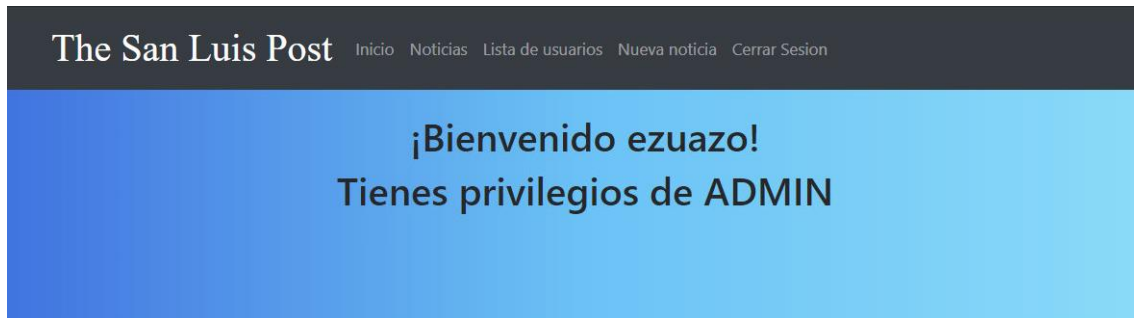 The San Luis Post Inicio Noticias Lista de usuarios Nueva noticia Cerrar Sesion
¡Bienvenido ezuazo!
Tienes privilegios de ADMIN